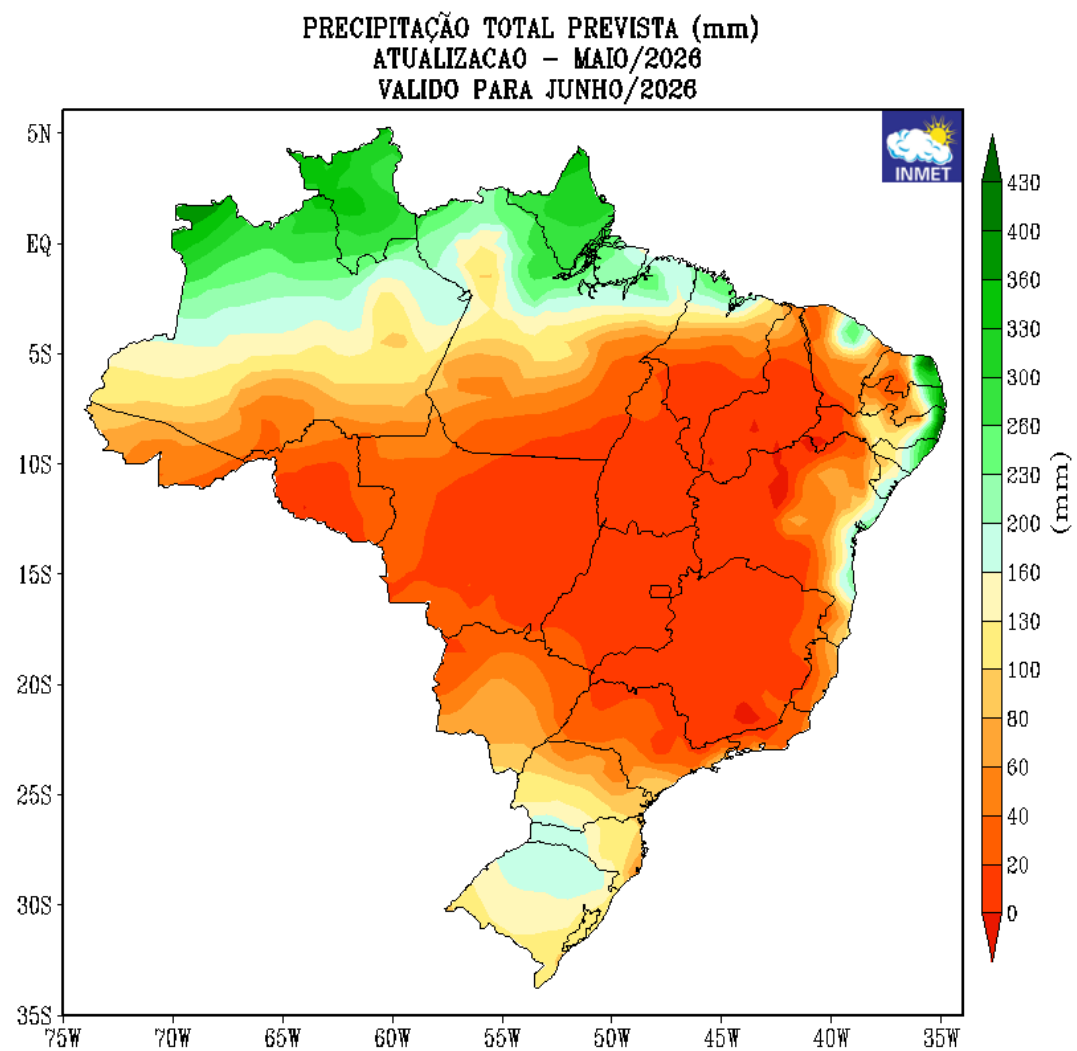 PRECIPITAÇÃO TOTAL PREVISTA (mm)
ATUALIZACAO – MAIO/2026
VALIDO PARA JUNHO/2026
INMET
5N
EQ
5S
10S
15S
20S
25S
30S
35S
75W
70W
65W
60W
55W
50W
45W
40W
35W
430
400
360
330
300
260
230
200
160
130
100
80
60
40
20
0
(mm)